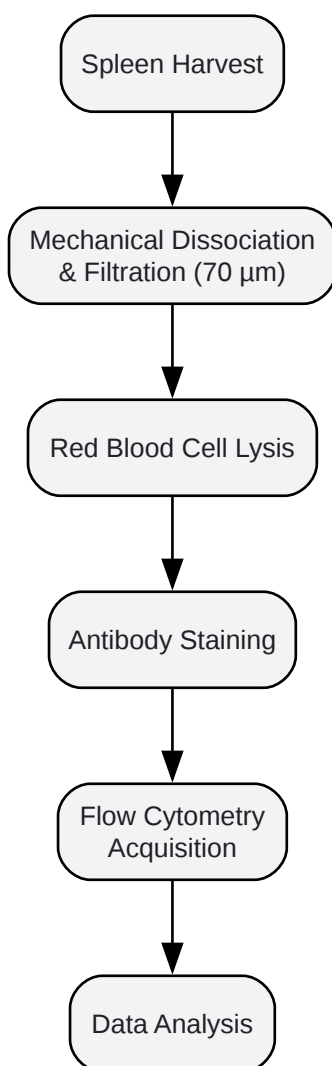 Spleen Harvest
Mechanical Dissociation
& Filtration (70 µm)
Red Blood Cell Lysis
Antibody Staining
Flow Cytometry
Acquisition
Data Analysis